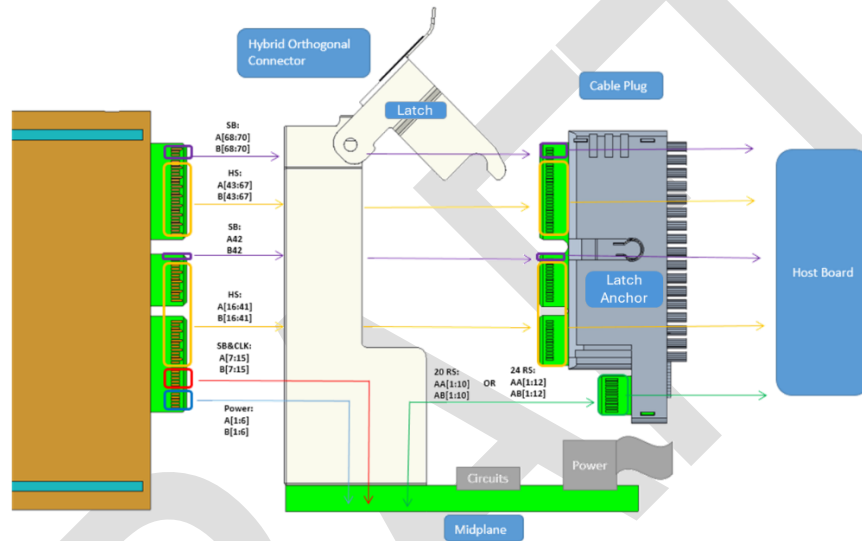 Hybrid Orthogonal
Connector
Latch
Cable Plug
SB:
A[68:70]
B[68:70]
HS:
A[43:67]
B[43:67]
SB:
A42
B42
HS:
A[16:41]
B[16:41]
SB&CLK:
A[7:15]
B[7:15]
Power:
A[1:6]
B[1:6]
Latch
Anchor
Host Board
20 RS:
AA[1:10]
AB[1:10]
OR
24 RS:
AA[1:12]
AB[1:12]
Circuits
Power
Midplane